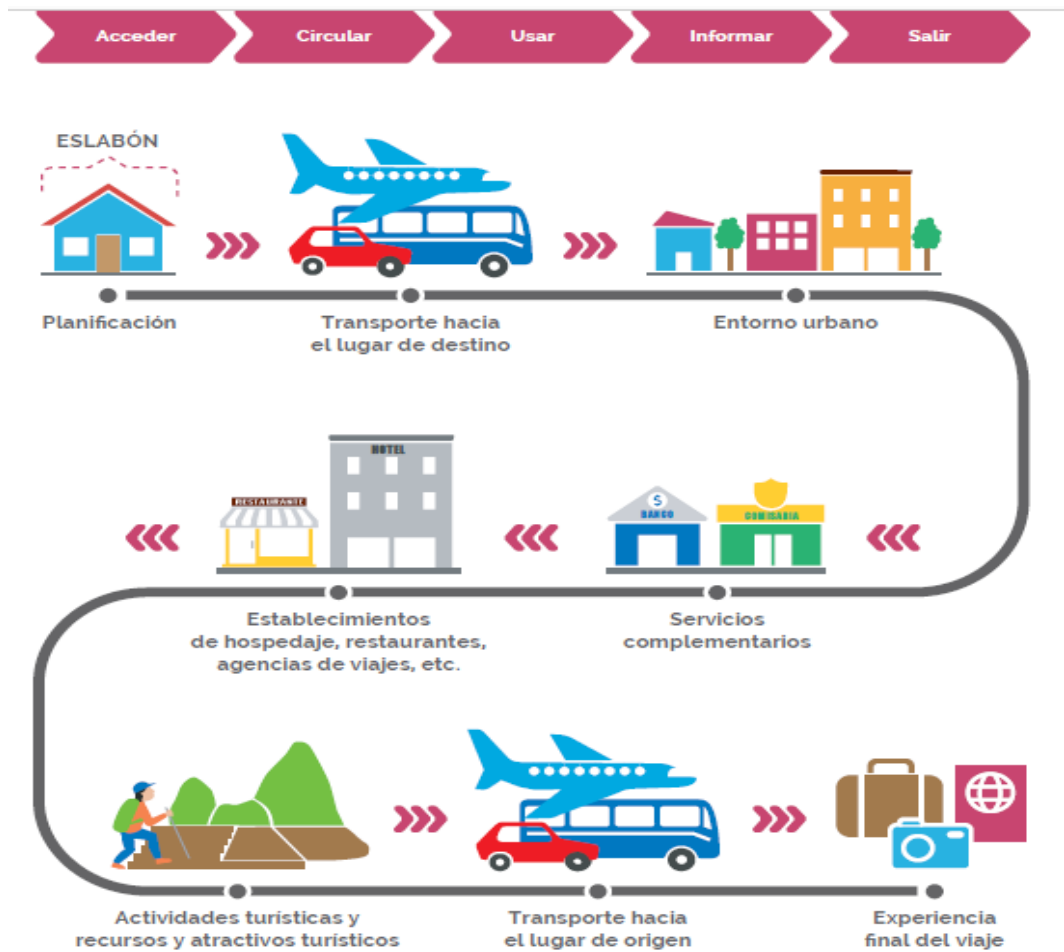 Acceder
Circular
Usar
Informar
Salir
ESLABÓN
Planificación
Transporte hacia
el lugar de destino
Entorno urbano
RESTAURANTE
HOTEL
$
BANCO
COMISARIA
Establecimientos
de hospedaje, restaurantes,
agencias de viajes, etc.
Servicios
complementarios
Actividades turísticas y
recursos y atractivos turísticos
Transporte hacia
el lugar de origen
Experiencia
final del viaje